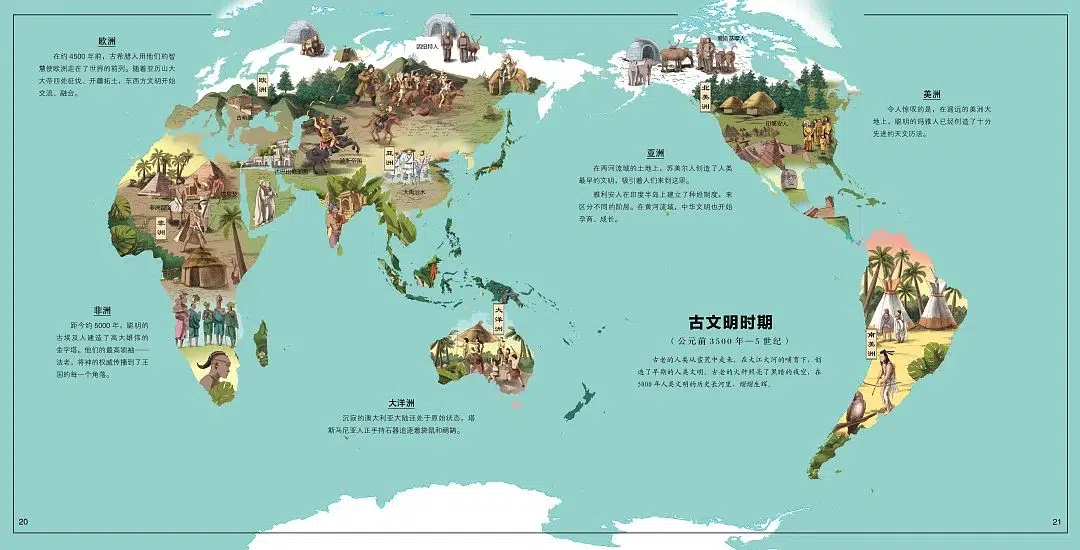 欧洲
在约 4500 年前，古希腊人用他们的智
慧使欧洲走在了世界的前列。随着亚历山大
大帝四处征伐、开疆拓土，东西方文明开始
交流、融合。
因纽特人
美洲
令人惊叹的是，在遥远的美洲大
地上，聪明的玛雅人已经创造了十分
先进的天文历法。
欧洲
北美洲
印第安人
古希腊
亚洲
波斯帝国
大禹治水
亚洲
在两河流域的土地上，苏美尔人创造了人类
最早的文明，吸引着人们来到这里。
雅利安人在印度半岛上建立了种姓制度，来
区分不同的阶层。在黄河流域，中华文明也开始
孕育、成长。
非洲
非洲
距今约 5000 年，聪明的
古埃及人建造了高大雄伟的
金字塔。他们的最高领袖——
法老，将神的权威传播到了王
国的每一个角落。
大洋洲
南美洲
古文明时期
（公元前 3500 年—5 世纪）
古老的人类从蛮荒中走来，在大江大河的哺育下，创
造了早期的人类文明。古老的火种照亮了黑暗的夜空，在
5000 年人类文明的历史长河里，熠熠生辉。
大洋洲
沉寂的澳大利亚大陆还处于原始状态，塔
斯马尼亚人正手持石器追逐着袋鼠和鸸鹋。
20
21